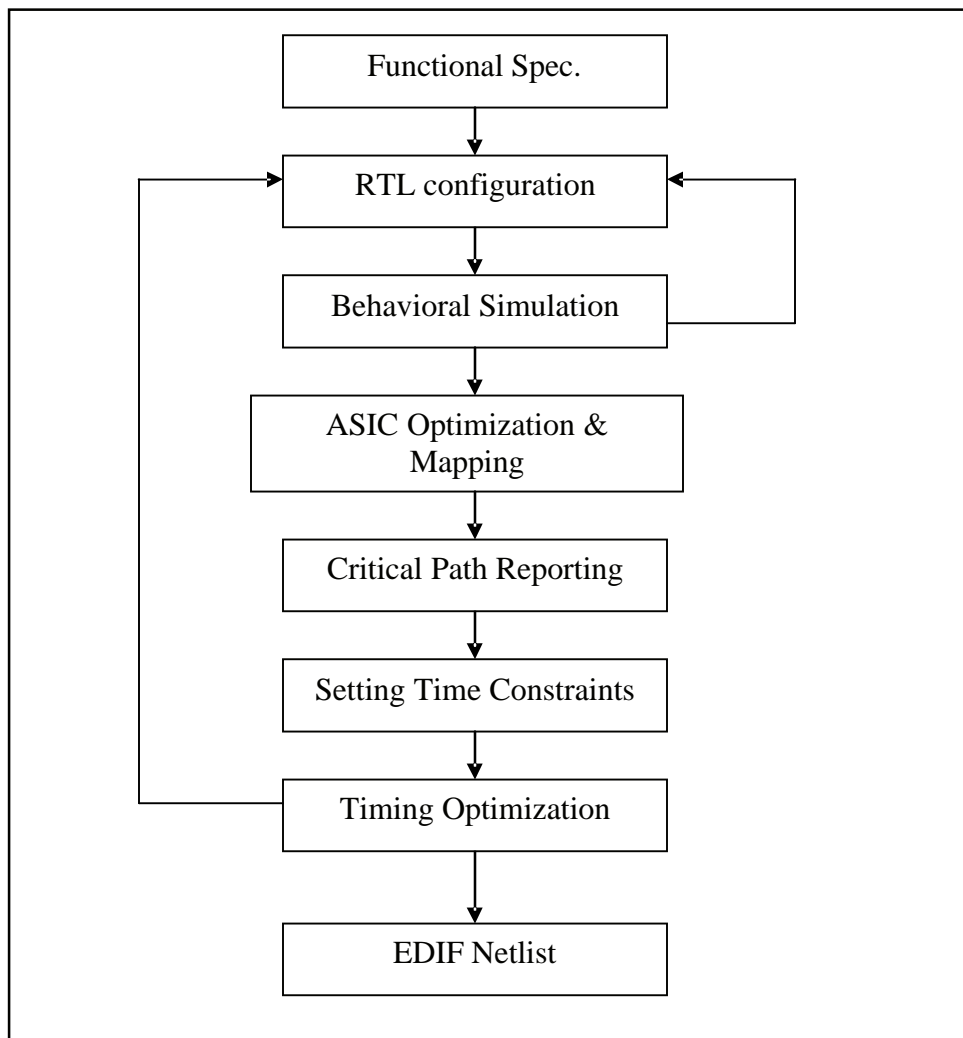 Functional Spec.
RTL configuration
Behavioral Simulation
ASIC Optimization &
Mapping
Critical Path Reporting
Setting Time Constraints
Timing Optimization
EDIF Netlist